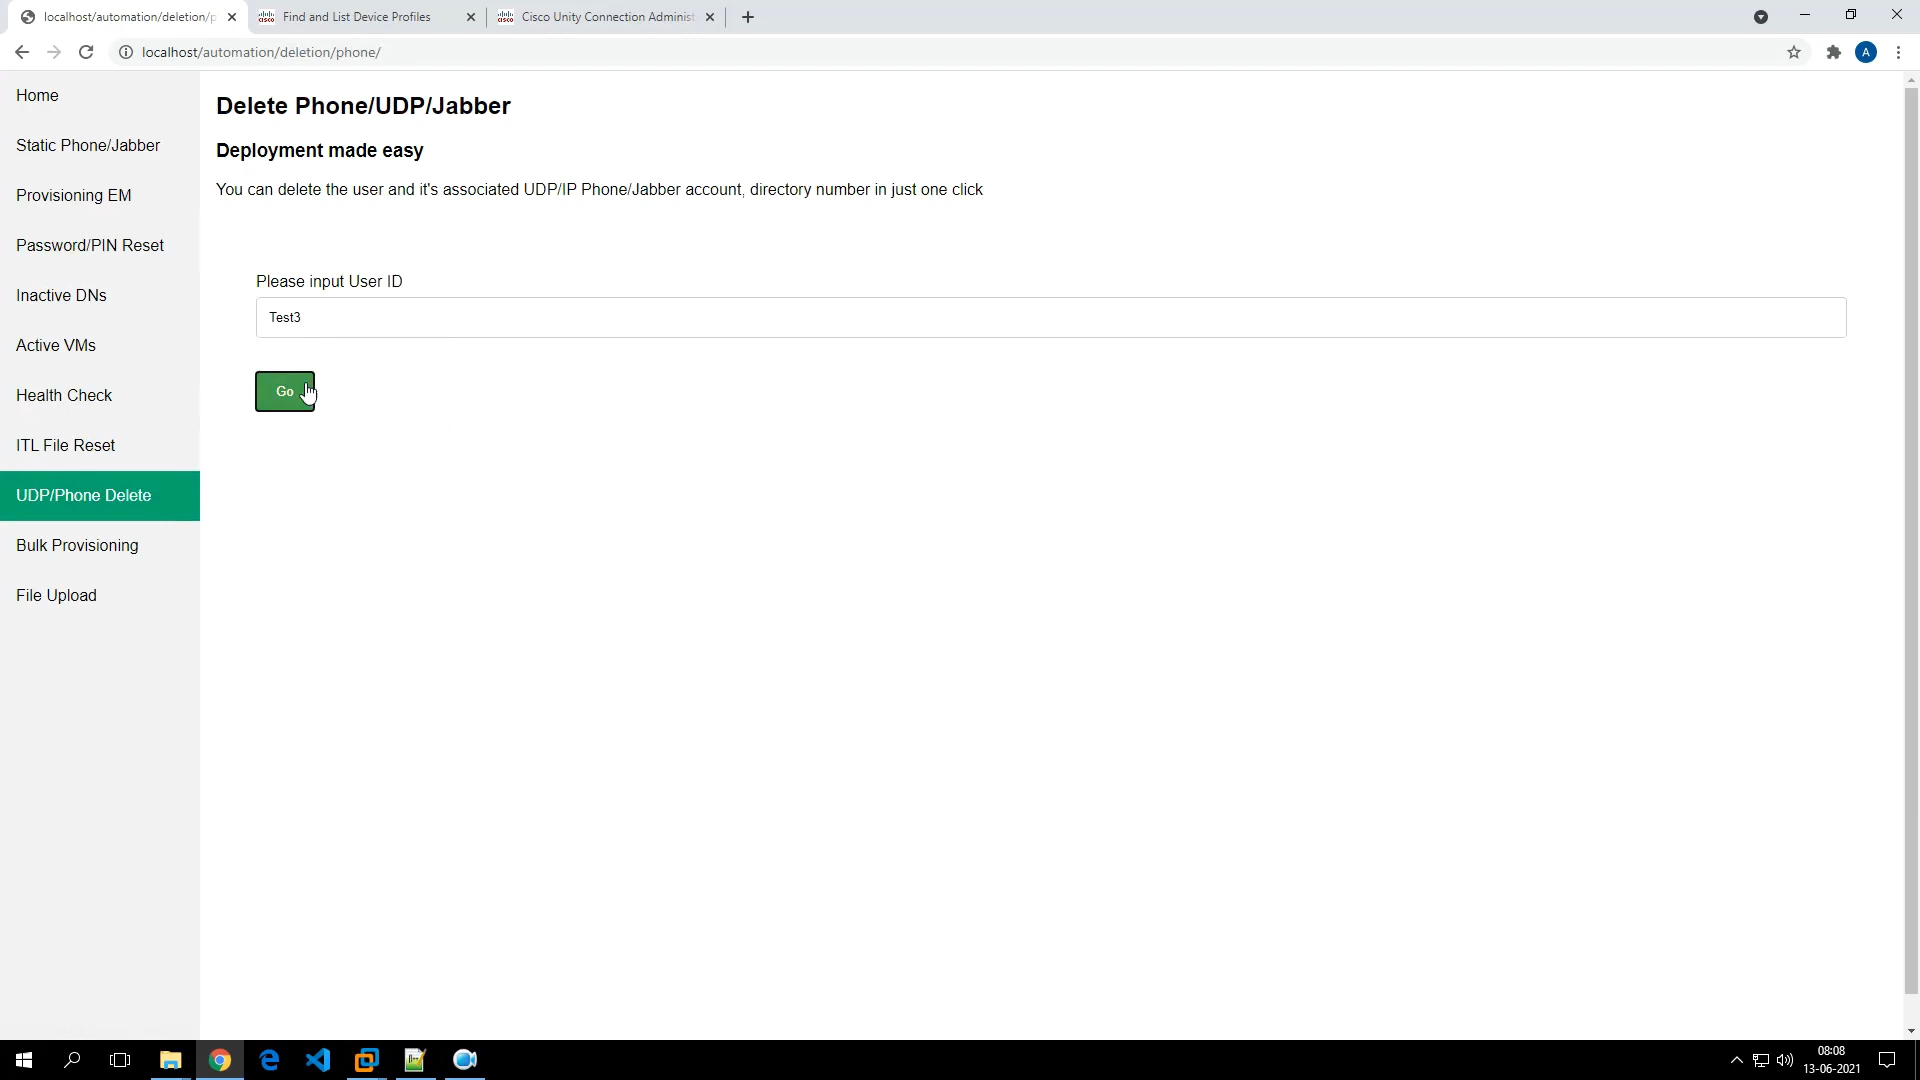 localhost/automation/deletion/p
Find and List Device Profiles
Cisco Unity Connection Administ
localhost/automation/deletion/phone/
A
Home
Static Phone/Jabber
Provisioning EM
Password/PIN Reset
Inactive DNs
Active VMs
Health Check
ITL File Reset
UDP/Phone Delete
Bulk Provisioning
File Upload
Delete Phone/UDP/Jabber
Deployment made easy
You can delete the user and it's associated UDP/IP Phone/Jabber account, directory number in just one click
Please input User ID
Test3
Go
08:08
13-06-2021